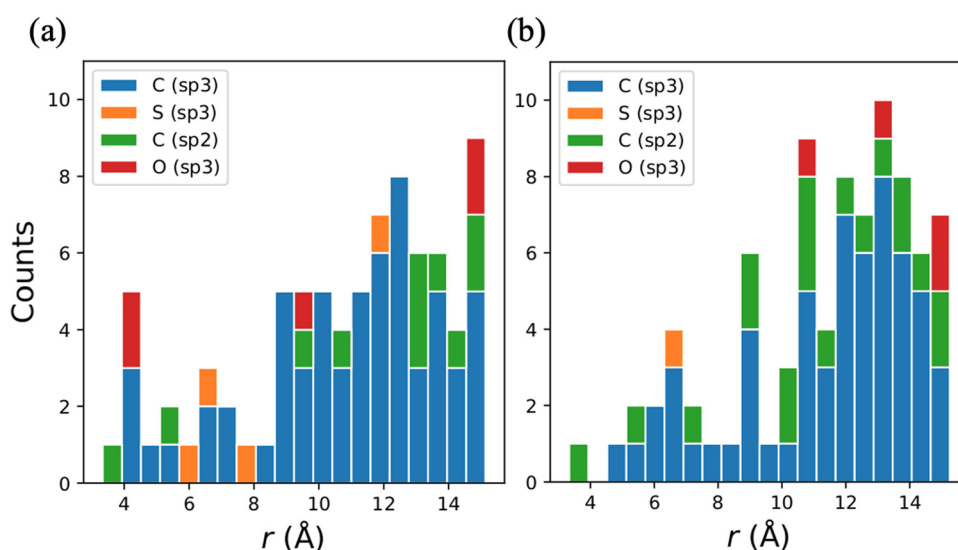 (a)
(b)
C (sp3)
S (sp3)
C (sp2)
O (sp3)
C (sp3)
S (sp3)
C (sp2)
O (sp3)
Counts
10
8
6
4
2
0
4 6 8 10 12 14
r (Å)
10
8
6
4
2
0
4 6 8 10 12 14
r (Å)